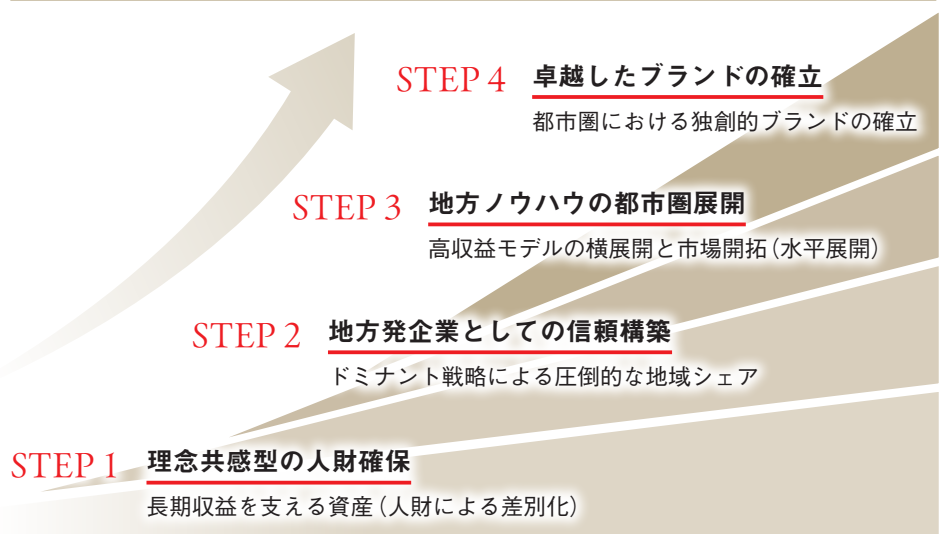 STEP 4 卓越したブランドの確立
都市圏における独創的ブランドの確立
STEP 3 地方ノウハウの都市圏展開
高収益モデルの横展開と市場開拓(水平展開)
STEP 2 地方発企業としての信頼構築
ドミナント戦略による圧倒的な地域シェア
STEP 1 理念共感型の人財確保
長期収益を支える資産(人財による差別化)